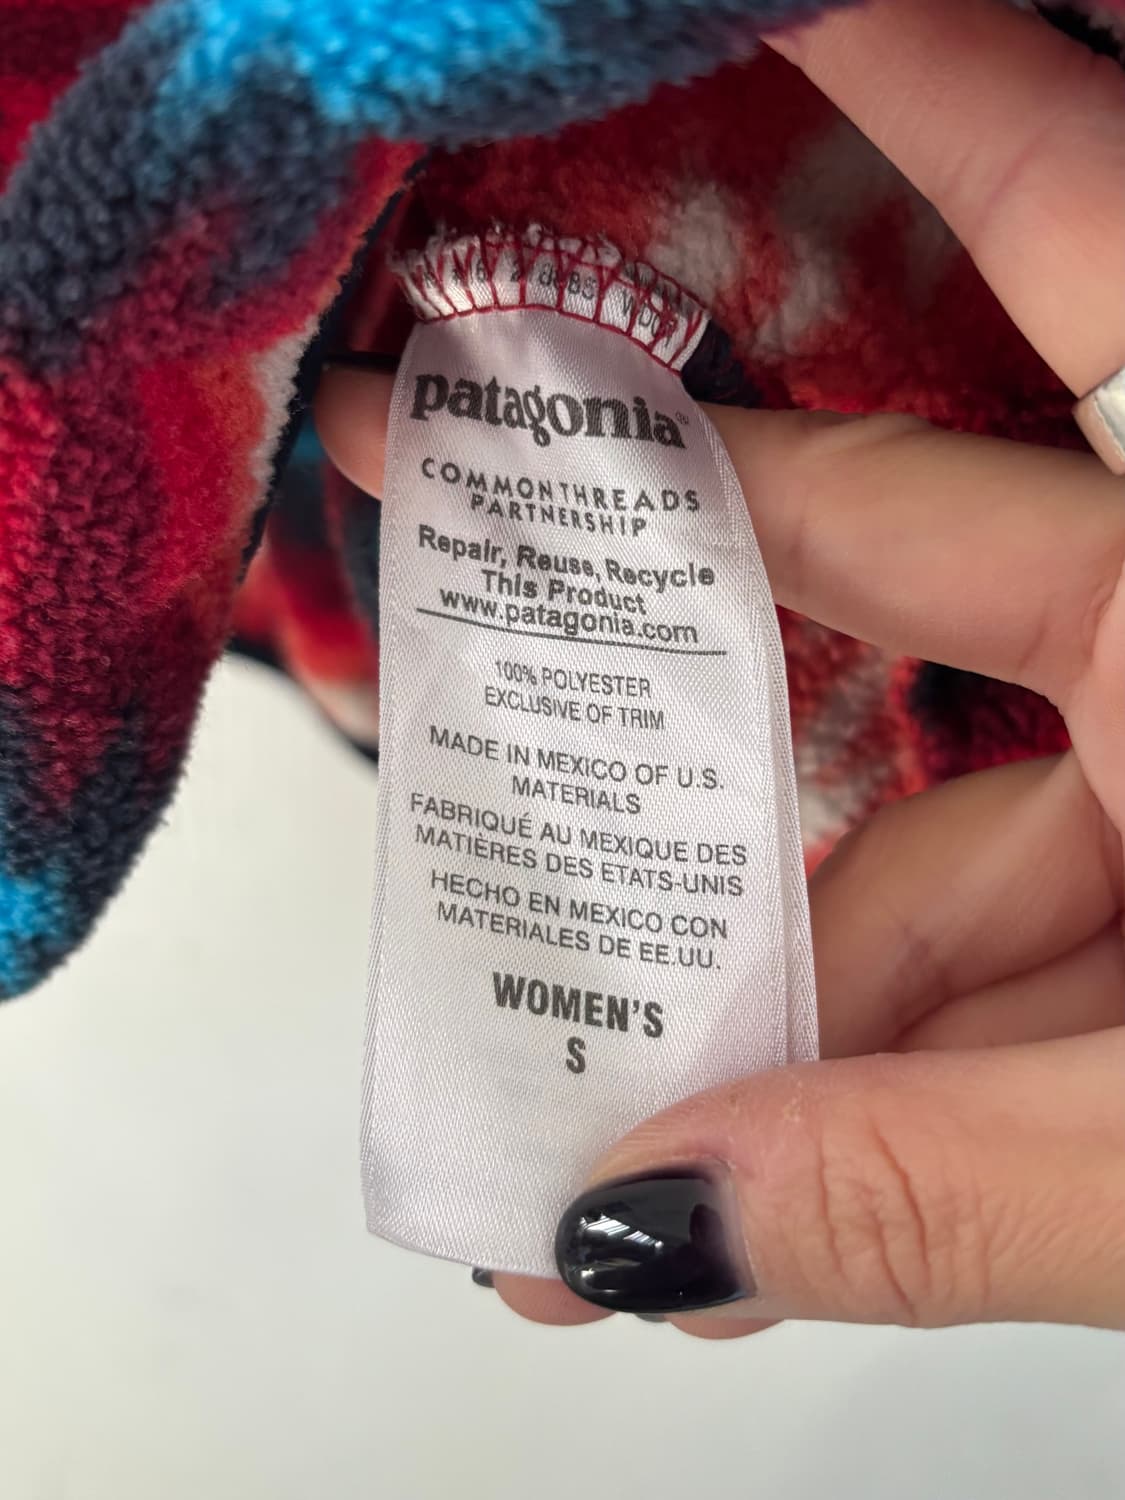 patagonia®
COMMONTHREADS
PARTNERSHIP
Repair, Reuse, Recycle
This Product
www.patagonia.com
100% POLYESTER
EXCLUSIVE OF TRIM
MADE IN MEXICO OF U.S.
MATERIALS
FABRIQUÉ AU MEXIQUE DES
MATIÈRES DES ETATS-UNIS
HECHO EN MEXICO CON
MATERIALES DE EE.UU.
WOMEN'S
S